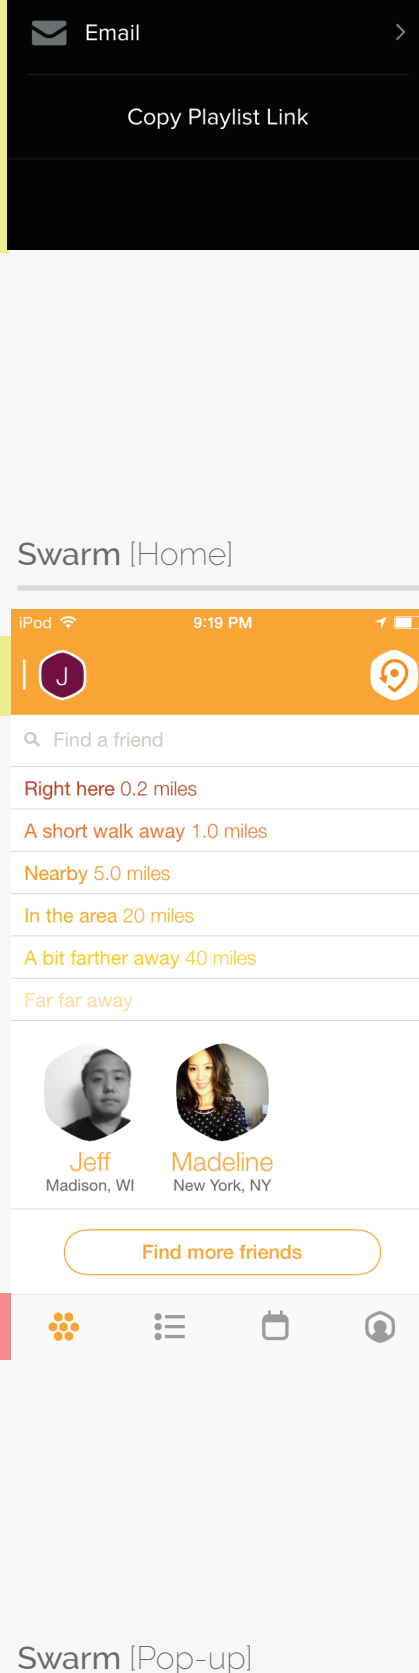 Email
Copy Playlist Link
Swarm [Home]
iPod 9:19 PM
J
Find a friend
Right here 0.2 miles
A short walk away 1.0 miles
Nearby 5.0 miles
In the area 20 miles
A bit farther away 40 miles
Far far away
Jeff Madeline
Madison, WI New York, NY
Find more friends
Swarm [Pop-up]